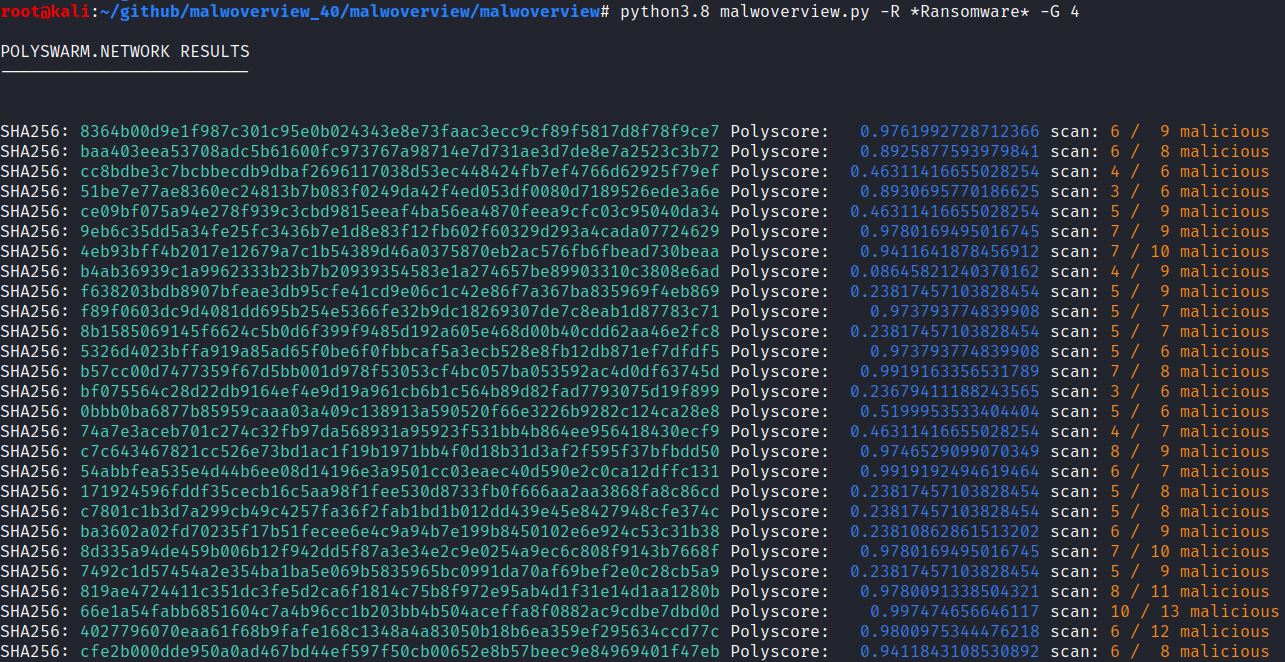 root@kali:~/github/malwoverview_40/malwoverview/malwoverview# python3.8 malwoverview.py -R *Ransomware* -G 4
POLYSWARM.NETWORK RESULTS
SHA256: 8364b00d9e1f987c301c95e0b024343e8e73faac3ecc9cf89f5817d8f78f9ce7 Polyscore: 0.9761992728712366 scan: 6 / 9 malicious
SHA256: baa403eea53708adc5b61600fc973767a98714e7d731ae3d7de8e7a2523c3b72 Polyscore: 0.8925877593979841 scan: 6 / 8 malicious
SHA256: cc8bdbe3c7bcbbecdb9dbaf2696117038d53ec448424fb7ef4766d62925f79ef Polyscore: 0.46311416655028254 scan: 4 / 6 malicious
SHA256: 51be7e77ae8360ec24813b7b083f0249da42f4ed053df0080d7189526ede3a6e Polyscore: 0.8930695770186625 scan: 3 / 6 malicious
SHA256: ce09bf075a94e278f939c3cbd9815eeaf4ba56ea4870feea9cfc03c95040da34 Polyscore: 0.46311416655028254 scan: 5 / 9 malicious
SHA256: 9eb6c35dd5a34fe25fc3436b7e1d8e83f12fb602f60329d293a4cada07724629 Polyscore: 0.9780169495016745 scan: 7 / 9 malicious
SHA256: 4eb93bff4b2017e12679a7c1b54389d46a0375870eb2ac576fb6fbead730beaa Polyscore: 0.9411641878456912 scan: 7 / 10 malicious
SHA256: b4ab36939c1a9962333b23b7b20939354583e1a274657be89903310c3808e6ad Polyscore: 0.086458212403​70162 scan: 4 / 9 malicious
SHA256: f638203bdb8907bfeae3db95cfe41cd9e06c1c42e86f7a367ba835969f4eb869 Polyscore: 0.23817457103828454 scan: 5 / 9 malicious
SHA256: f89f0603dc9d4081dd695b254e5366fe32b9dc18269307de7c8eab1d87783c71 Polyscore: 0.973793774839908 scan: 5 / 7 malicious
SHA256: 8b1585069145f6624c5b0d6f399f9485d192a605e468d00b40cdd62aa46e2fc8 Polyscore: 0.23817457103828454 scan: 5 / 7 malicious
SHA256: 5326d4023bffa919a85ad65f0be6f0fbbcaf5a3ecb528e8fb12db871ef7dfdf5 Polyscore: 0.973793774839908 scan: 5 / 6 malicious
SHA256: b57cc00d7477359f67d5bb001d978f53053cf4bc057ba053592ac4d0df63745d Polyscore: 0.99191633565317​89 scan: 7 / 8 malicious
SHA256: bf075564c28d22db9164ef4e9d19a961cb6b1c564b89d82fad7793075d19f899 Polyscore: 0.23679411188243565 scan: 3 / 6 malicious
SHA256: 0bbb0ba6877b85959caaa03a409c138913a590520f66e3226b9282c124ca28e8 Polyscore: 0.5199953533404404 scan: 5 / 6 malicious
SHA256: 74a7e3aceb701c274c32fb97da568931a95923f531bb4b864ee956418430ecf9 Polyscore: 0.46311416655028254 scan: 4 / 7 malicious
SHA256: c7c643467821cc526e73bd1ac1f19b1971bb4f0d18b31d3af2f595f37bfbdd50 Polyscore: 0.97465290990​70349 scan: 8 / 9 malicious
SHA256: 54abbfea535e4d44b6ee08d14196e3a49501cc03eaec40d590e2c0ca12dffc131 Polyscore: 0.9919192494619464 scan: 6 / 7 malicious
SHA256: 171924596fddf35cecb16c5aa98f1fee530d8733fb0f666aa2aa3868fa8c86cd Polyscore: 0.23817457103828454 scan: 5 / 8 malicious
SHA256: c7801c1b3d7a299cb49c4257fa36f2fab1bd1b012dd439e45e8427948cfe374c Polyscore: 0.23817457103828454 scan: 5 / 8 malicious
SHA256: ba3602a02fd70235f17b51fecee6e4c9a94b7e199b8450102e6e924c53c31b38 Polyscore: 0.23810862861513202 scan: 6 / 9 malicious
SHA256: 8d335a94de459b006b12f942dd5f87a3e34e2c9e0254a9ec6c808f9143b7668f Polyscore: 0.9780169495016745 scan: 7 / 10 malicious
SHA256: 7492c1d57454a2e354ba1ba5e069b5835965bc0991da70af69bef2e0c28cb5a9 Polyscore: 0.23817457103828454 scan: 5 / 9 malicious
SHA256: 819ae4724411c351dc3fe5d2ca6f1814c75b8f972e95ab4d1f31e14d1aa1280b Polyscore: 0.9780091338504321 scan: 8 / 11 malicious
SHA256: 66e1a54fabb6851604c7a4b96cc1b203bb4b504aceffa8f0882ac9cdbe7dbd0d Polyscore: 0.997474656646117 scan: 10 / 13 malicious
SHA256: 4027796070eaa61f68b9fafe168c1348a4a83050b18b6ea359ef295634ccd77c Polyscore: 0.9800975344476218 scan: 6 / 12 malicious
SHA256: cfe2b000dde950a0ad467bd44ef597f50cb00652e8b57beec9e84969401f47eb Polyscore: 0.9411843108530892 scan: 6 / 8 malicious